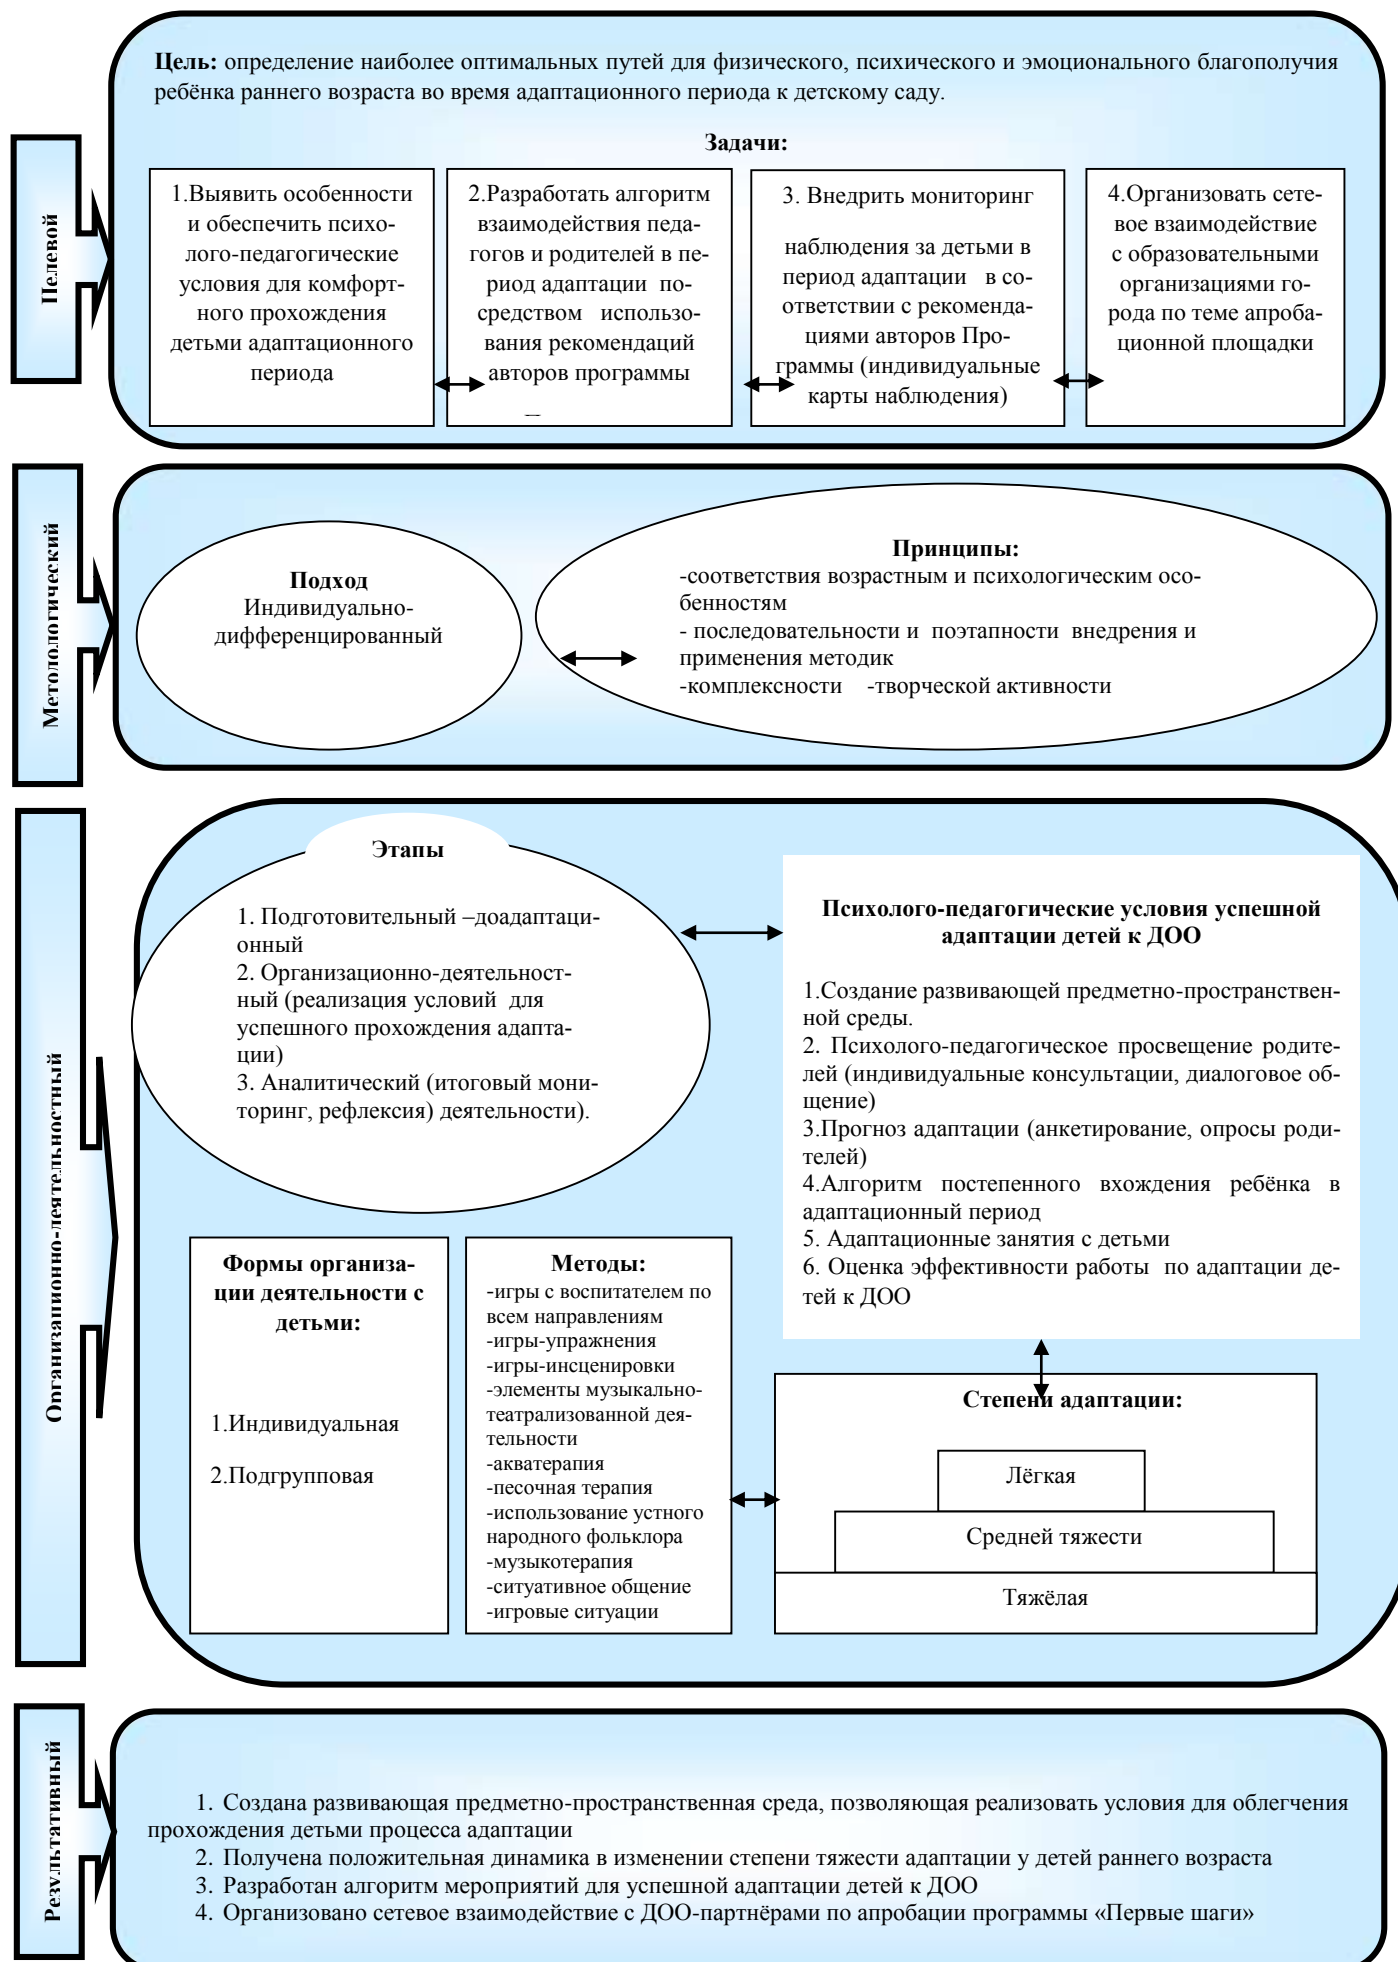 Цель: определение наиболее оптимальных путей для физического, психического и эмоционального благополучия
ребёнка раннего возраста во время адаптационного периода к детскому саду.
Задачи:
1.Выявить особенности
и обеспечить психо-
лого-педагогические
условия для комфорт-
ного прохождения
детьми адаптационного
периода
2.Разработать алгоритм
взаимодействия педа-
гогов и родителей в пе-
риод адаптации по-
средством использо-
вания рекомендаций
авторов программы
3. Внедрить мониторинг
наблюдения за детьми в
период адаптации в со-
ответствии с рекоменда-
циями авторов Про-
граммы (индивидуальные
карты наблюдения)
4.Организовать сете-
вое взаимодействие
с образовательными
организациями го-
рода по теме апроба-
ционной площадки
Целевой
Методологический
Подход
Индивидуально-
дифференцированный
Принципы:
-соответствия возрастным и психологическим осо-
бенностям
- последовательности и поэтапности внедрения и
применения методик
-комплексности -творческой активности
Организационно-деятельностный
Этапы
1. Подготовительный –доадаптаци-
онный
2. Организационно-деятельност-
ный (реализация условий для
успешного прохождения адапта-
ции)
3. Аналитический (итоговый мони-
торинг, рефлексия) деятельности).
Психолого-педагогические условия успешной
адаптации детей к ДОО
1.Создание развивающей предметно-пространствен-
ной среды.
2. Психолого-педагогическое просвещение родите-
лей (индивидуальные консультации, диалоговое об-
щение)
3.Прогноз адаптации (анкетирование, опросы роди-
телей)
4.Алгоритм постепенного вхождения ребёнка в
адаптационный период
5. Адаптационные занятия с детьми
6. Оценка эффективности работы по адаптации де-
тей к ДОО
Формы организа-
ции деятельности с
детьми:
1.Индивидуальная
2.Подгрупповая
Методы:
-игры с воспитателем по
всем направлениям
-игры-упражнения
-игры-инсценировки
-элементы музыкально-
театрализованной дея-
тельности
-акватерапия
-песочная терапия
-использование устного
народного фольклора
-музыкотерапия
-ситуативное общение
-игровые ситуации
Степени адаптации:
Лёгкая
Средней тяжести
Тяжёлая
Результативный
1. Создана развивающая предметно-пространственная среда, позволяющая реализовать условия для облегчения
прохождения детьми процесса адаптации
2. Получена положительная динамика в изменении степени тяжести адаптации у детей раннего возраста
3. Разработан алгоритм мероприятий для успешной адаптации детей к ДОО
4. Организовано сетевое взаимодействие с ДОО-партнёрами по апробации программы «Первые шаги»